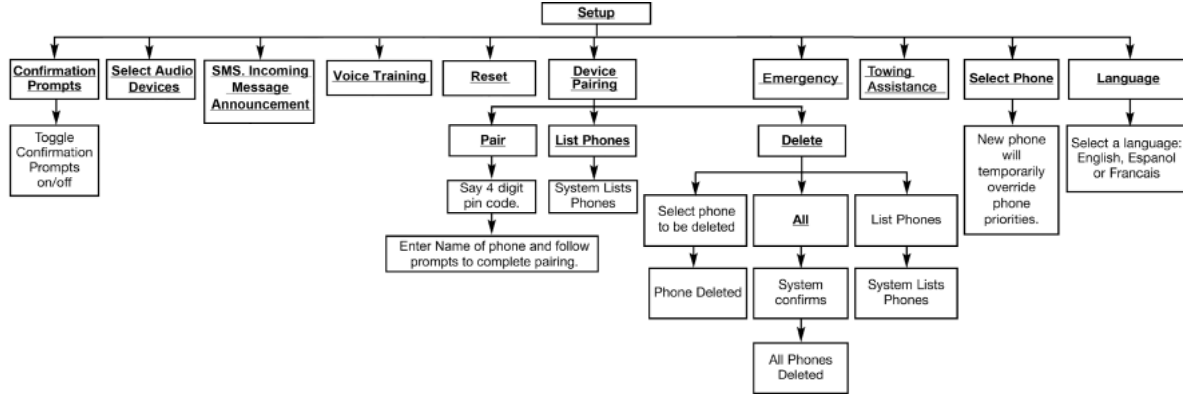 Setup
Confirmation
Prompts
Select Audio
Devices
SMS. Incoming
Message
Announcement
Voice Training
Reset
Device
Pairing
Emergency
Towing
Assistance
Select Phone
Language
Toggle
Confirmation
Prompts
on/off
Pair
List Phones
Delete
New phone
will
temporarily
override
phone
priorities.
Select a language:
English, Espanol
or Francais
Say 4 digit
pin code.
System Lists
Phones
Enter Name of phone and follow
prompts to complete pairing.
Select phone
to be deleted
All
List Phones
Phone Deleted
System
confirms
System Lists
Phones
All Phones
Deleted